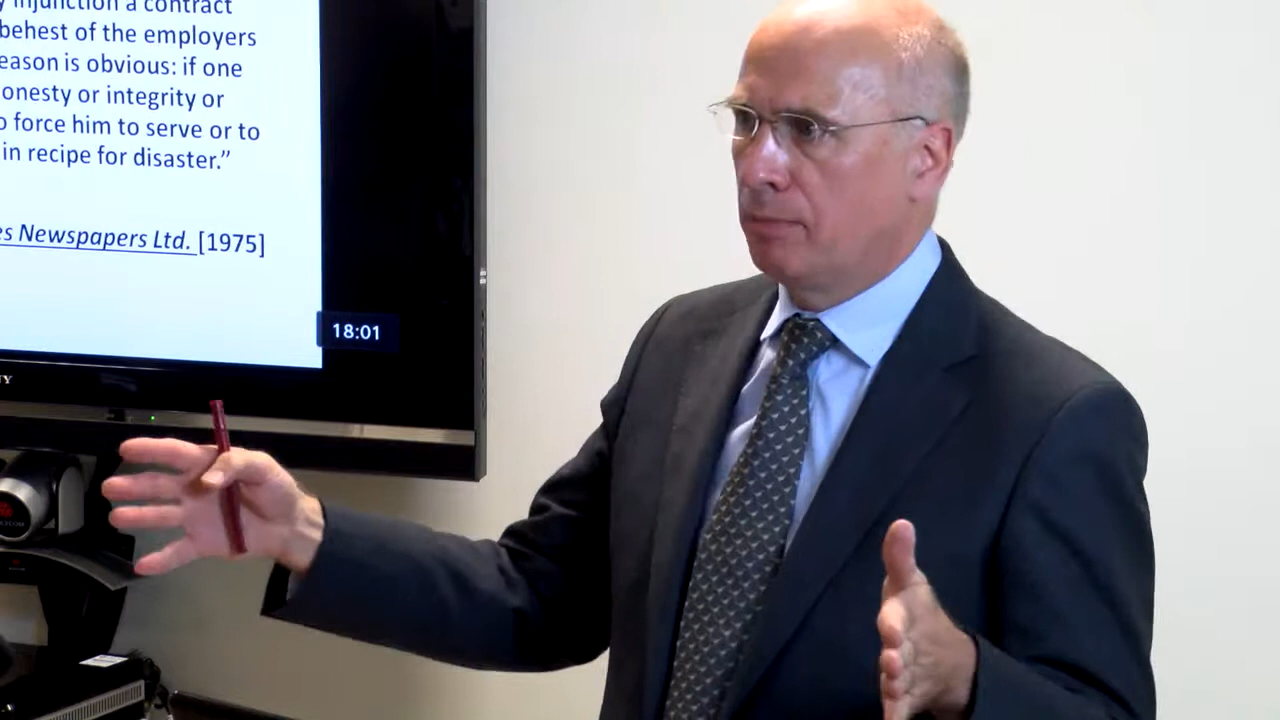 injunction a contract
behest of the employers
eason is obvious: if one
onesty or integrity or
o force him to serve or to
in recipe for disaster.”
es Newspapers Ltd. [1975]
18:01